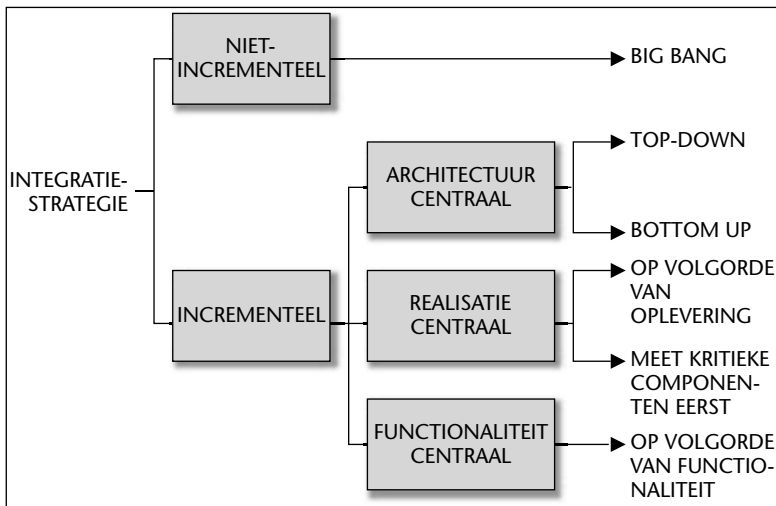 NIET-
INCREMENTEEL
BIG BANG
INTEGRATIE-
STRATEGIE
ARCHITECTUUR
CENTRAAL
TOP-DOWN
BOTTOM UP
INCREMENTEEL
REALISATIE
CENTRAAL
OP VOLGORDE
VAN
OPLEVERING
MEET KRITIEKE
COMPONEN-
TEN EERST
FUNCTIONALITEIT
CENTRAAL
OP VOLGORDE
VAN FUNCTIO-
NALITEIT